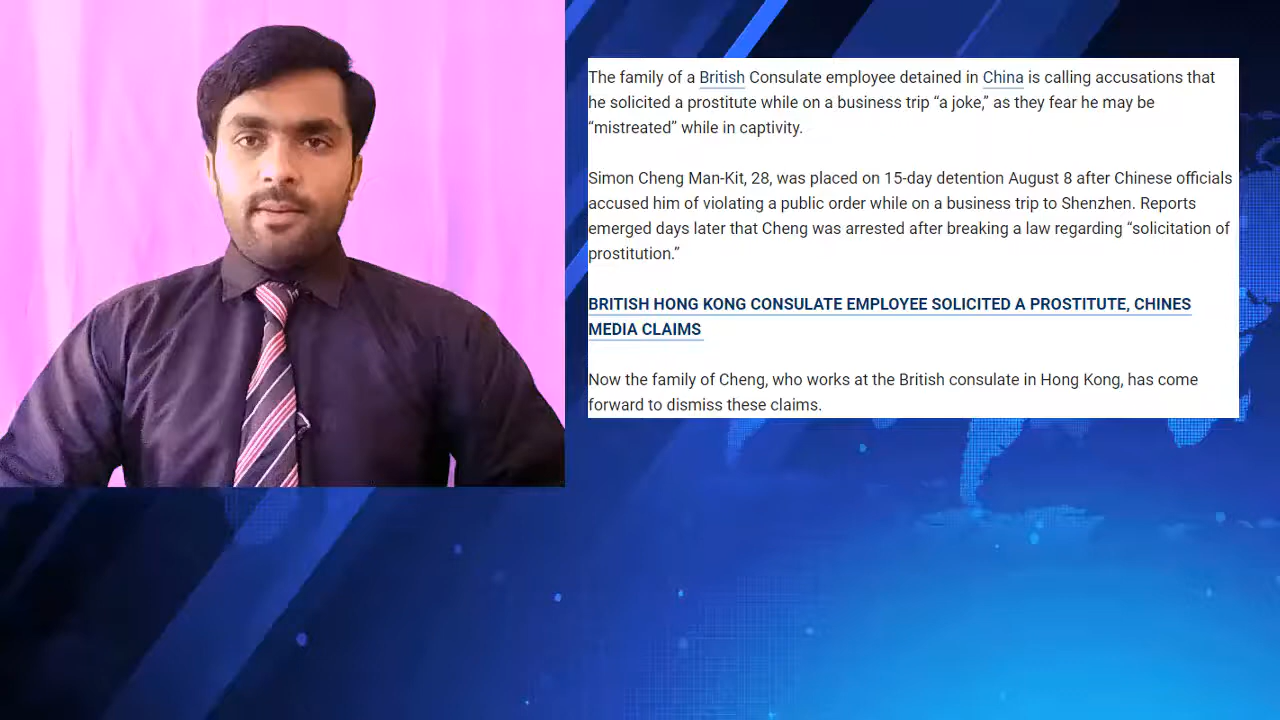 The family of a British Consulate employee detained in China is calling accusations that
he solicited a prostitute while on a business trip “a joke,” as they fear he may be
“mistreated” while in captivity.
Simon Cheng Man-Kit, 28, was placed on 15-day detention August 8 after Chinese officials
accused him of violating a public order while on a business trip to Shenzhen. Reports
emerged days later that Cheng was arrested after breaking a law regarding “solicitation of
prostitution.”
BRITISH HONG KONG CONSULATE EMPLOYEE SOLICITED A PROSTITUTE, CHINES
MEDIA CLAIMS
Now the family of Cheng, who works at the British consulate in Hong Kong, has come
forward to dismiss these claims.